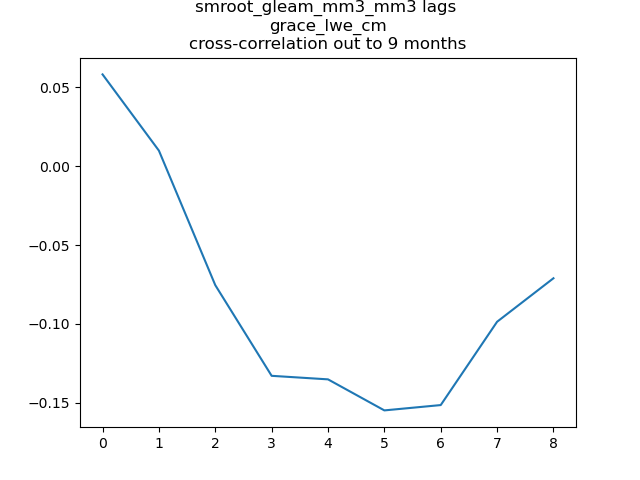 smroot_gleam_mm3_mm3 lags
grace_lwe_cm
cross-correlation out to 9 months
0.05
0.00
−0.05
−0.10
−0.15
0 1 2 3 4 5 6 7 8